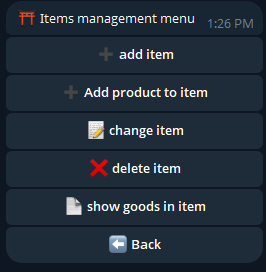 ⛩ Items management menu 1:26 PM
➕ add item
➕ Add product to item
📝 change item
❌ delete item
📄 show goods in item
⬅️ Back